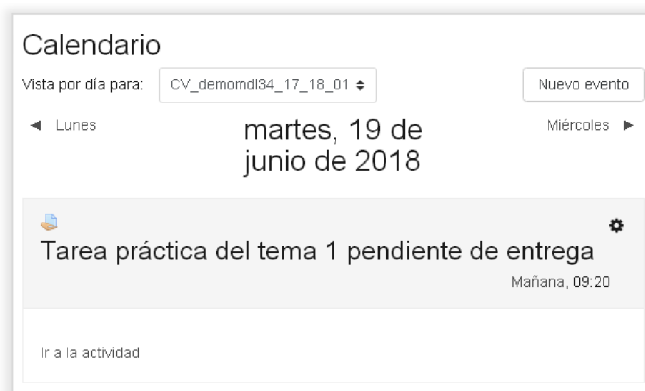 Calendario
Vista por día para: CV_demomdl34_17_18_01 Nuevo evento
◄ Lunes martes, 19 de junio de 2018 Miércoles ►
Tarea práctica del tema 1 pendiente de entrega
Mañana, 09:20
Ir a la actividad